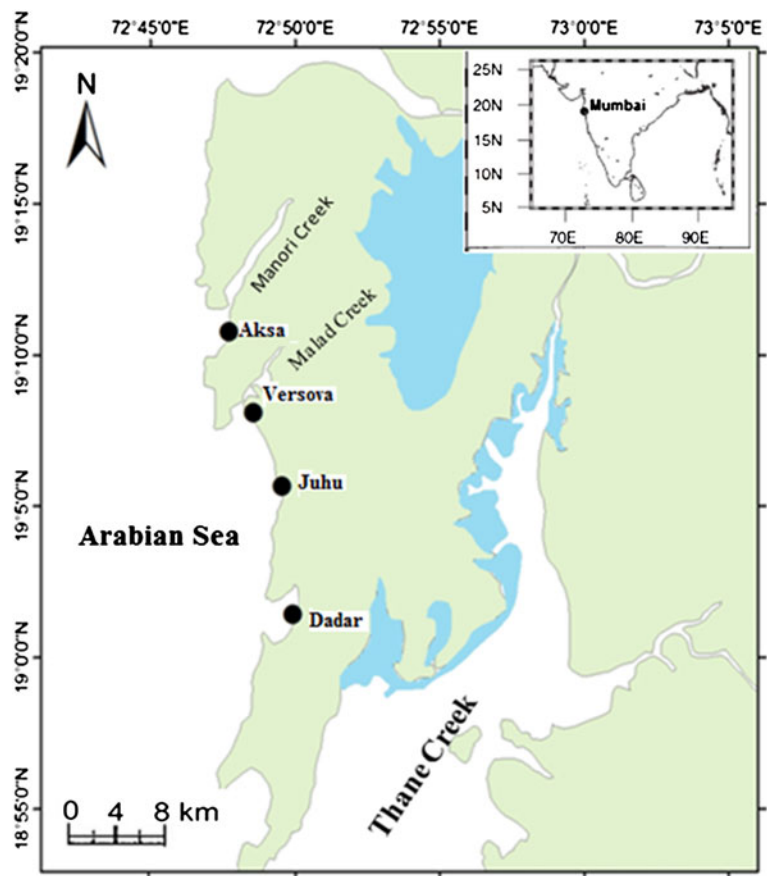 72°45'0"E 72°50'0"E 72°55'0"E 73°0'0"E 73°5'0"E
19°20'0"N
N
25N
20N
15N
10N
5N
Mumbai
70E 80E 90E
19°15'0"N
Manori Creek
Aksa
19°10'0"N
Malad Creek
Versova
Juhu
19°5'0"N
Arabian Sea
Dadar
19°0'0"N
Thane Creek
0 4 8 km
18°55'0"N